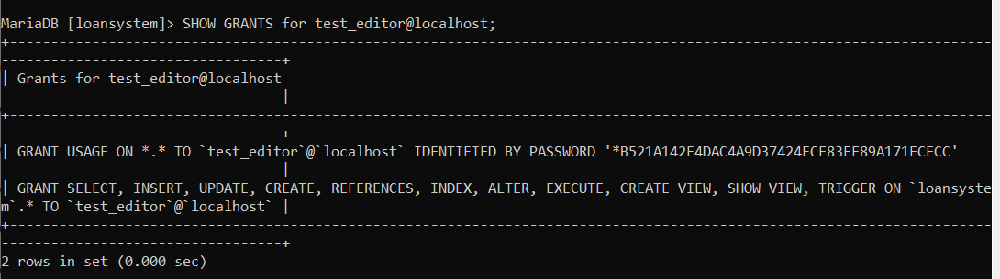 MariaDB [loansystem]> SHOW GRANTS for test_editor@localhost;
+------------------------------------------------------------------------------------------------------------------------
----------------------------------+
| Grants for test_editor@localhost
                                  |
+------------------------------------------------------------------------------------------------------------------------
----------------------------------+
| GRANT USAGE ON *.* TO `test_editor`@`localhost` IDENTIFIED BY PASSWORD '*B521A142F4DAC4A9D37424FCE83FE89A171ECECC'
                                  |
| GRANT SELECT, INSERT, UPDATE, CREATE, REFERENCES, INDEX, ALTER, EXECUTE, CREATE VIEW, SHOW VIEW, TRIGGER ON `loansyste
m`.* TO `test_editor`@`localhost` |
+------------------------------------------------------------------------------------------------------------------------
----------------------------------+
2 rows in set (0.000 sec)